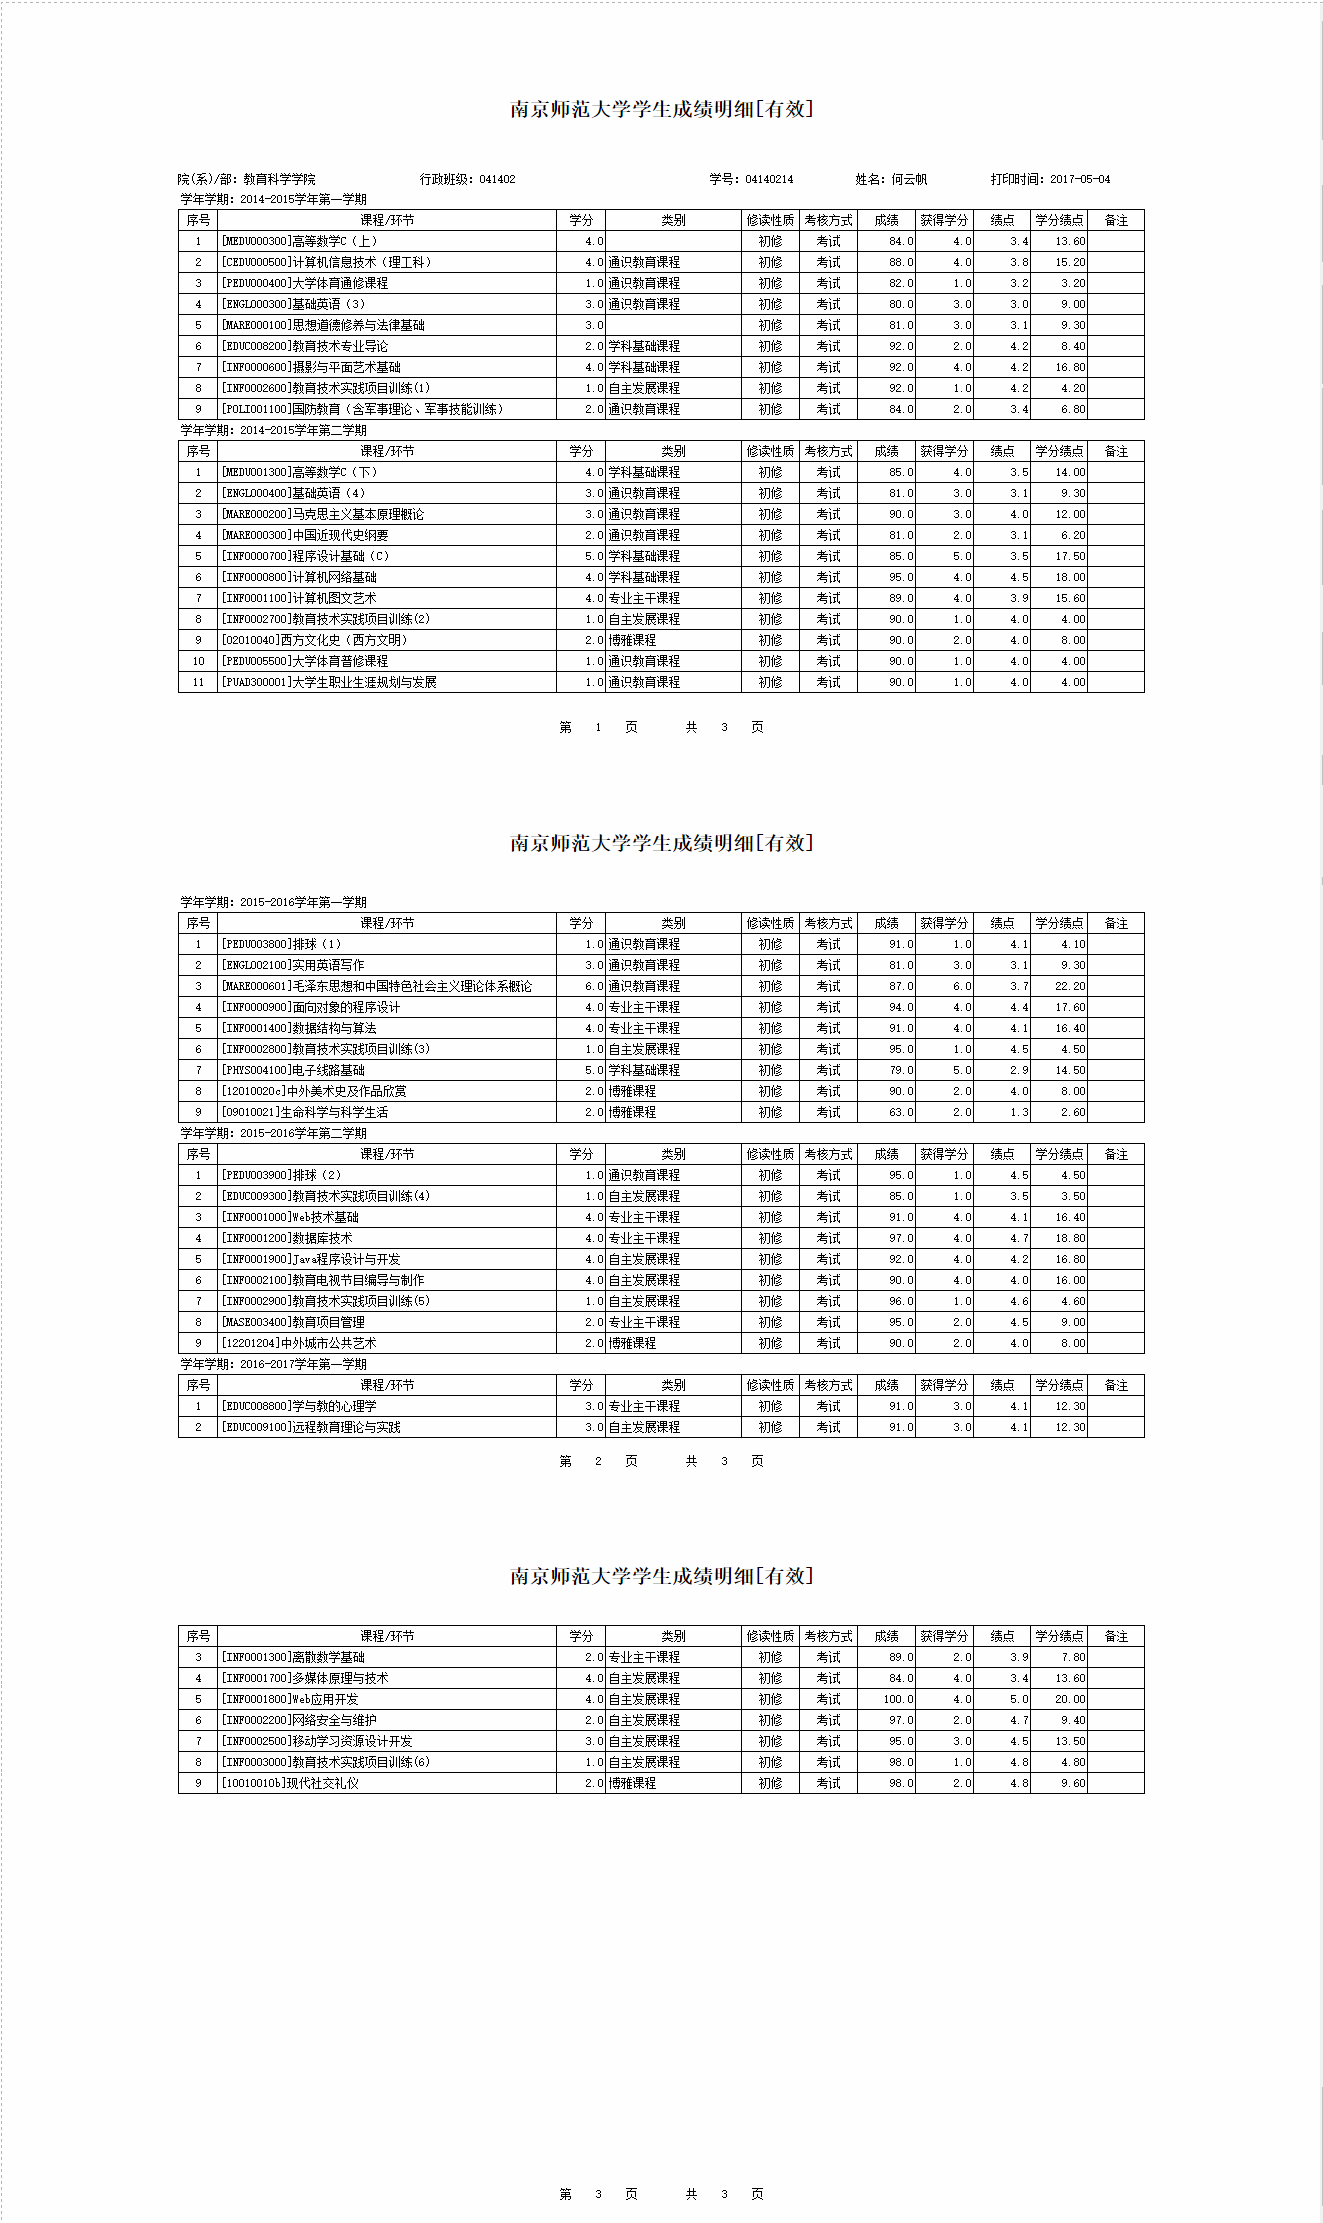 南京师范大学学生成绩明细[有效]
院(系)/部: 教育科学学院 行政班级: 041402 学号: 04140214 姓名: 何云帆 打印时间: 2017-05-04
学年学期: 2014-2015学年第一学期
序号 课程/环节 学分 类别 修读性质 考核方式 成绩 获得学分 绩点 学分绩点 备注
1 [MEDU000300]高等数学C（上） 4.0 初修 考试 84.0 4.0 3.4 13.60
2 [CEDU000500]计算机信息技术（理工科） 4.0 通识教育课程 初修 考试 88.0 4.0 3.8 15.20
3 [PEDU000400]大学体育通修课程 1.0 通识教育课程 初修 考试 82.0 1.0 3.2 3.20
4 [ENGL000300]基础英语（3） 3.0 通识教育课程 初修 考试 80.0 3.0 3.0 9.00
5 [MARE000100]思想道德修养与法律基础 3.0 初修 考试 81.0 3.0 3.1 9.30
6 [EDUC008200]教育技术专业导论 2.0 学科基础课程 初修 考试 92.0 2.0 4.2 8.40
7 [INFO000600]摄影与平面艺术基础 4.0 学科基础课程 初修 考试 92.0 4.0 4.2 16.80
8 [INFO002600]教育技术实践项目训练(1) 1.0 自主发展课程 初修 考试 92.0 1.0 4.2 4.20
9 [POLI001100]国防教育（含军事理论、军事技能训练） 2.0 通识教育课程 初修 考试 84.0 2.0 3.4 6.80
学年学期: 2014-2015学年第二学期
序号 课程/环节 学分 类别 修读性质 考核方式 成绩 获得学分 绩点 学分绩点 备注
1 [MEDU001300]高等数学C（下） 4.0 学科基础课程 初修 考试 85.0 4.0 3.5 14.00
2 [ENGL000400]基础英语（4） 3.0 通识教育课程 初修 考试 81.0 3.0 3.1 9.30
3 [MARE000200]马克思主义基本原理概论 3.0 通识教育课程 初修 考试 90.0 3.0 4.0 12.00
4 [MARE000300]中国近现代史纲要 2.0 通识教育课程 初修 考试 81.0 2.0 3.1 6.20
5 [INFO000700]程序设计基础（C） 5.0 学科基础课程 初修 考试 85.0 5.0 3.5 17.50
6 [INFO000800]计算机网络基础 4.0 学科基础课程 初修 考试 95.0 4.0 4.5 18.00
7 [INFO001100]计算机图文艺术 4.0 专业主干课程 初修 考试 89.0 4.0 3.9 15.60
8 [INFO002700]教育技术实践项目训练(2) 1.0 自主发展课程 初修 考试 90.0 1.0 4.0 4.00
9 [02010040]西方文化史（西方文明） 2.0 博雅课程 初修 考试 90.0 2.0 4.0 8.00
10 [PEDU005500]大学体育普修课程 1.0 通识教育课程 初修 考试 90.0 1.0 4.0 4.00
11 [PUAD300001]大学生职业生涯规划与发展 1.0 通识教育课程 初修 考试 90.0 1.0 4.0 4.00
第 1 页 共 3 页
南京师范大学学生成绩明细[有效]
学年学期: 2015-2016学年第一学期
序号 课程/环节 学分 类别 修读性质 考核方式 成绩 获得学分 绩点 学分绩点 备注
1 [PEDU003800]排球（1） 1.0 通识教育课程 初修 考试 91.0 1.0 4.1 4.10
2 [ENGL002100]实用英语写作 3.0 通识教育课程 初修 考试 81.0 3.0 3.1 9.30
3 [MARE000601]毛泽东思想和中国特色社会主义理论体系概论 6.0 通识教育课程 初修 考试 87.0 6.0 3.7 22.20
4 [INFO000900]面向对象的程序设计 4.0 专业主干课程 初修 考试 94.0 4.0 4.4 17.60
5 [INFO001400]数据结构与算法 4.0 专业主干课程 初修 考试 91.0 4.0 4.1 16.40
6 [INFO002800]教育技术实践项目训练(3) 1.0 自主发展课程 初修 考试 95.0 1.0 4.5 4.50
7 [PHYS004100]电子线路基础 5.0 学科基础课程 初修 考试 79.0 5.0 2.9 14.50
8 [12010020c]中外美术史及作品欣赏 2.0 博雅课程 初修 考试 90.0 2.0 4.0 8.00
9 [09010021]生命科学与科学生活 2.0 博雅课程 初修 考试 63.0 2.0 1.3 2.60
学年学期: 2015-2016学年第二学期
序号 课程/环节 学分 类别 修读性质 考核方式 成绩 获得学分 绩点 学分绩点 备注
1 [PEDU003900]排球（2） 1.0 通识教育课程 初修 考试 95.0 1.0 4.5 4.50
2 [EDUC009300]教育技术实践项目训练(4) 1.0 自主发展课程 初修 考试 85.0 1.0 3.5 3.50
3 [INFO001000]Web技术基础 4.0 专业主干课程 初修 考试 91.0 4.0 4.1 16.40
4 [INFO001200]数据库技术 4.0 专业主干课程 初修 考试 97.0 4.0 4.7 18.80
5 [INFO001900]Java程序设计与开发 4.0 自主发展课程 初修 考试 92.0 4.0 4.2 16.80
6 [INFO002100]教育电视节目编导与制作 4.0 自主发展课程 初修 考试 90.0 4.0 4.0 16.00
7 [INFO002900]教育技术实践项目训练(5) 1.0 自主发展课程 初修 考试 96.0 1.0 4.6 4.60
8 [MASE003400]教育项目管理 2.0 专业主干课程 初修 考试 95.0 2.0 4.5 9.00
9 [12201204]中外城市公共艺术 2.0 博雅课程 初修 考试 90.0 2.0 4.0 8.00
学年学期: 2016-2017学年第一学期
序号 课程/环节 学分 类别 修读性质 考核方式 成绩 获得学分 绩点 学分绩点 备注
1 [EDUC008800]学与教的心理学 3.0 专业主干课程 初修 考试 91.0 3.0 4.1 12.30
2 [EDUC009100]远程教育理论与实践 3.0 自主发展课程 初修 考试 91.0 3.0 4.1 12.30
第 2 页 共 3 页
南京师范大学学生成绩明细[有效]
序号 课程/环节 学分 类别 修读性质 考核方式 成绩 获得学分 绩点 学分绩点 备注
3 [INFO001300]离散数学基础 2.0 专业主干课程 初修 考试 89.0 2.0 3.9 7.80
4 [INFO001700]多媒体原理与技术 4.0 自主发展课程 初修 考试 84.0 4.0 3.4 13.60
5 [INFO001800]Web应用开发 4.0 自主发展课程 初修 考试 100.0 4.0 5.0 20.00
6 [INFO002200]网络安全与维护 2.0 自主发展课程 初修 考试 97.0 2.0 4.7 9.40
7 [INFO002500]移动学习资源设计开发 3.0 自主发展课程 初修 考试 95.0 3.0 4.5 13.50
8 [INFO003000]教育技术实践项目训练(6) 1.0 自主发展课程 初修 考试 98.0 1.0 4.8 4.80
9 [10010010b]现代社交礼仪 2.0 博雅课程 初修 考试 98.0 2.0 4.8 9.60
第 3 页 共 3 页